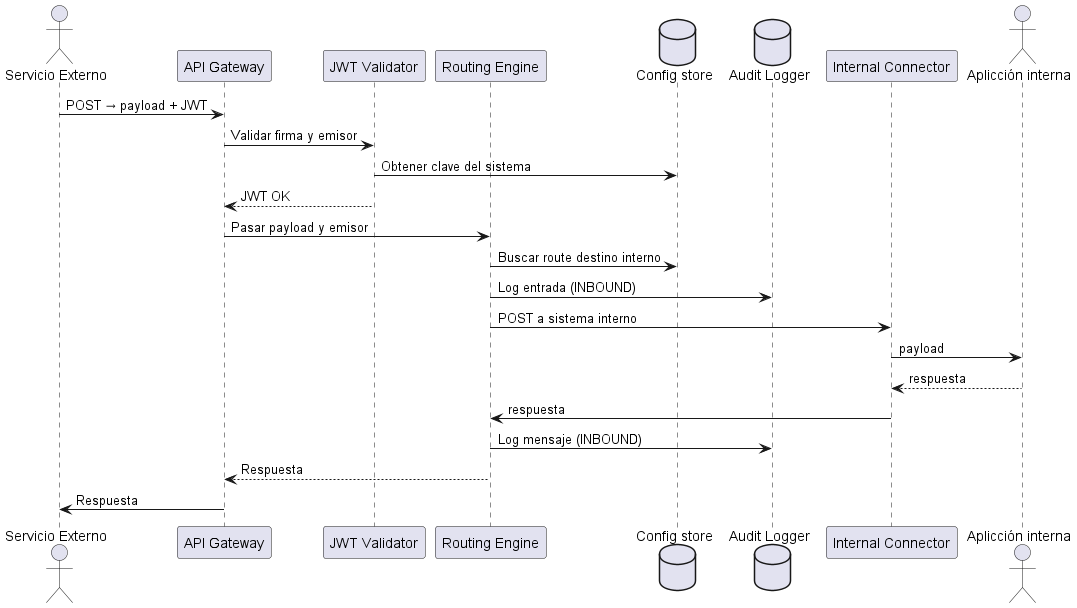 Servicio Externo
API Gateway
JWT Validator
Routing Engine
Config store
Audit Logger
Internal Connector
Aplicción interna
POST → payload + JWT
Validar firma y emisor
Obtener clave del sistema
JWT OK
Pasar payload y emisor
Buscar route destino interno
Log entrada (INBOUND)
POST a sistema interno
payload
respuesta
respuesta
Log mensaje (INBOUND)
Respuesta
Respuesta
Servicio Externo
API Gateway
JWT Validator
Routing Engine
Config store
Audit Logger
Internal Connector
Aplicción interna